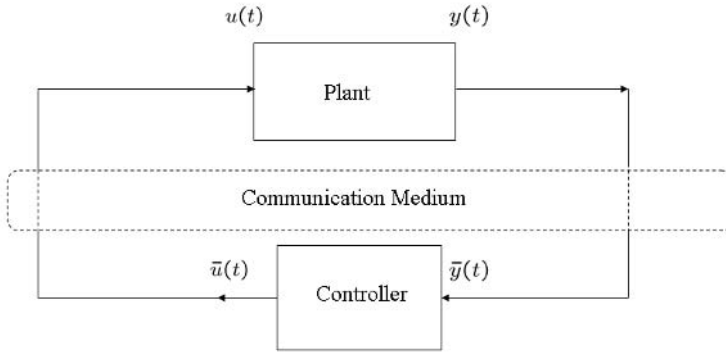 u(t) y(t)
Plant
Communication Medium
ū(t) ȳ(t)
Controller